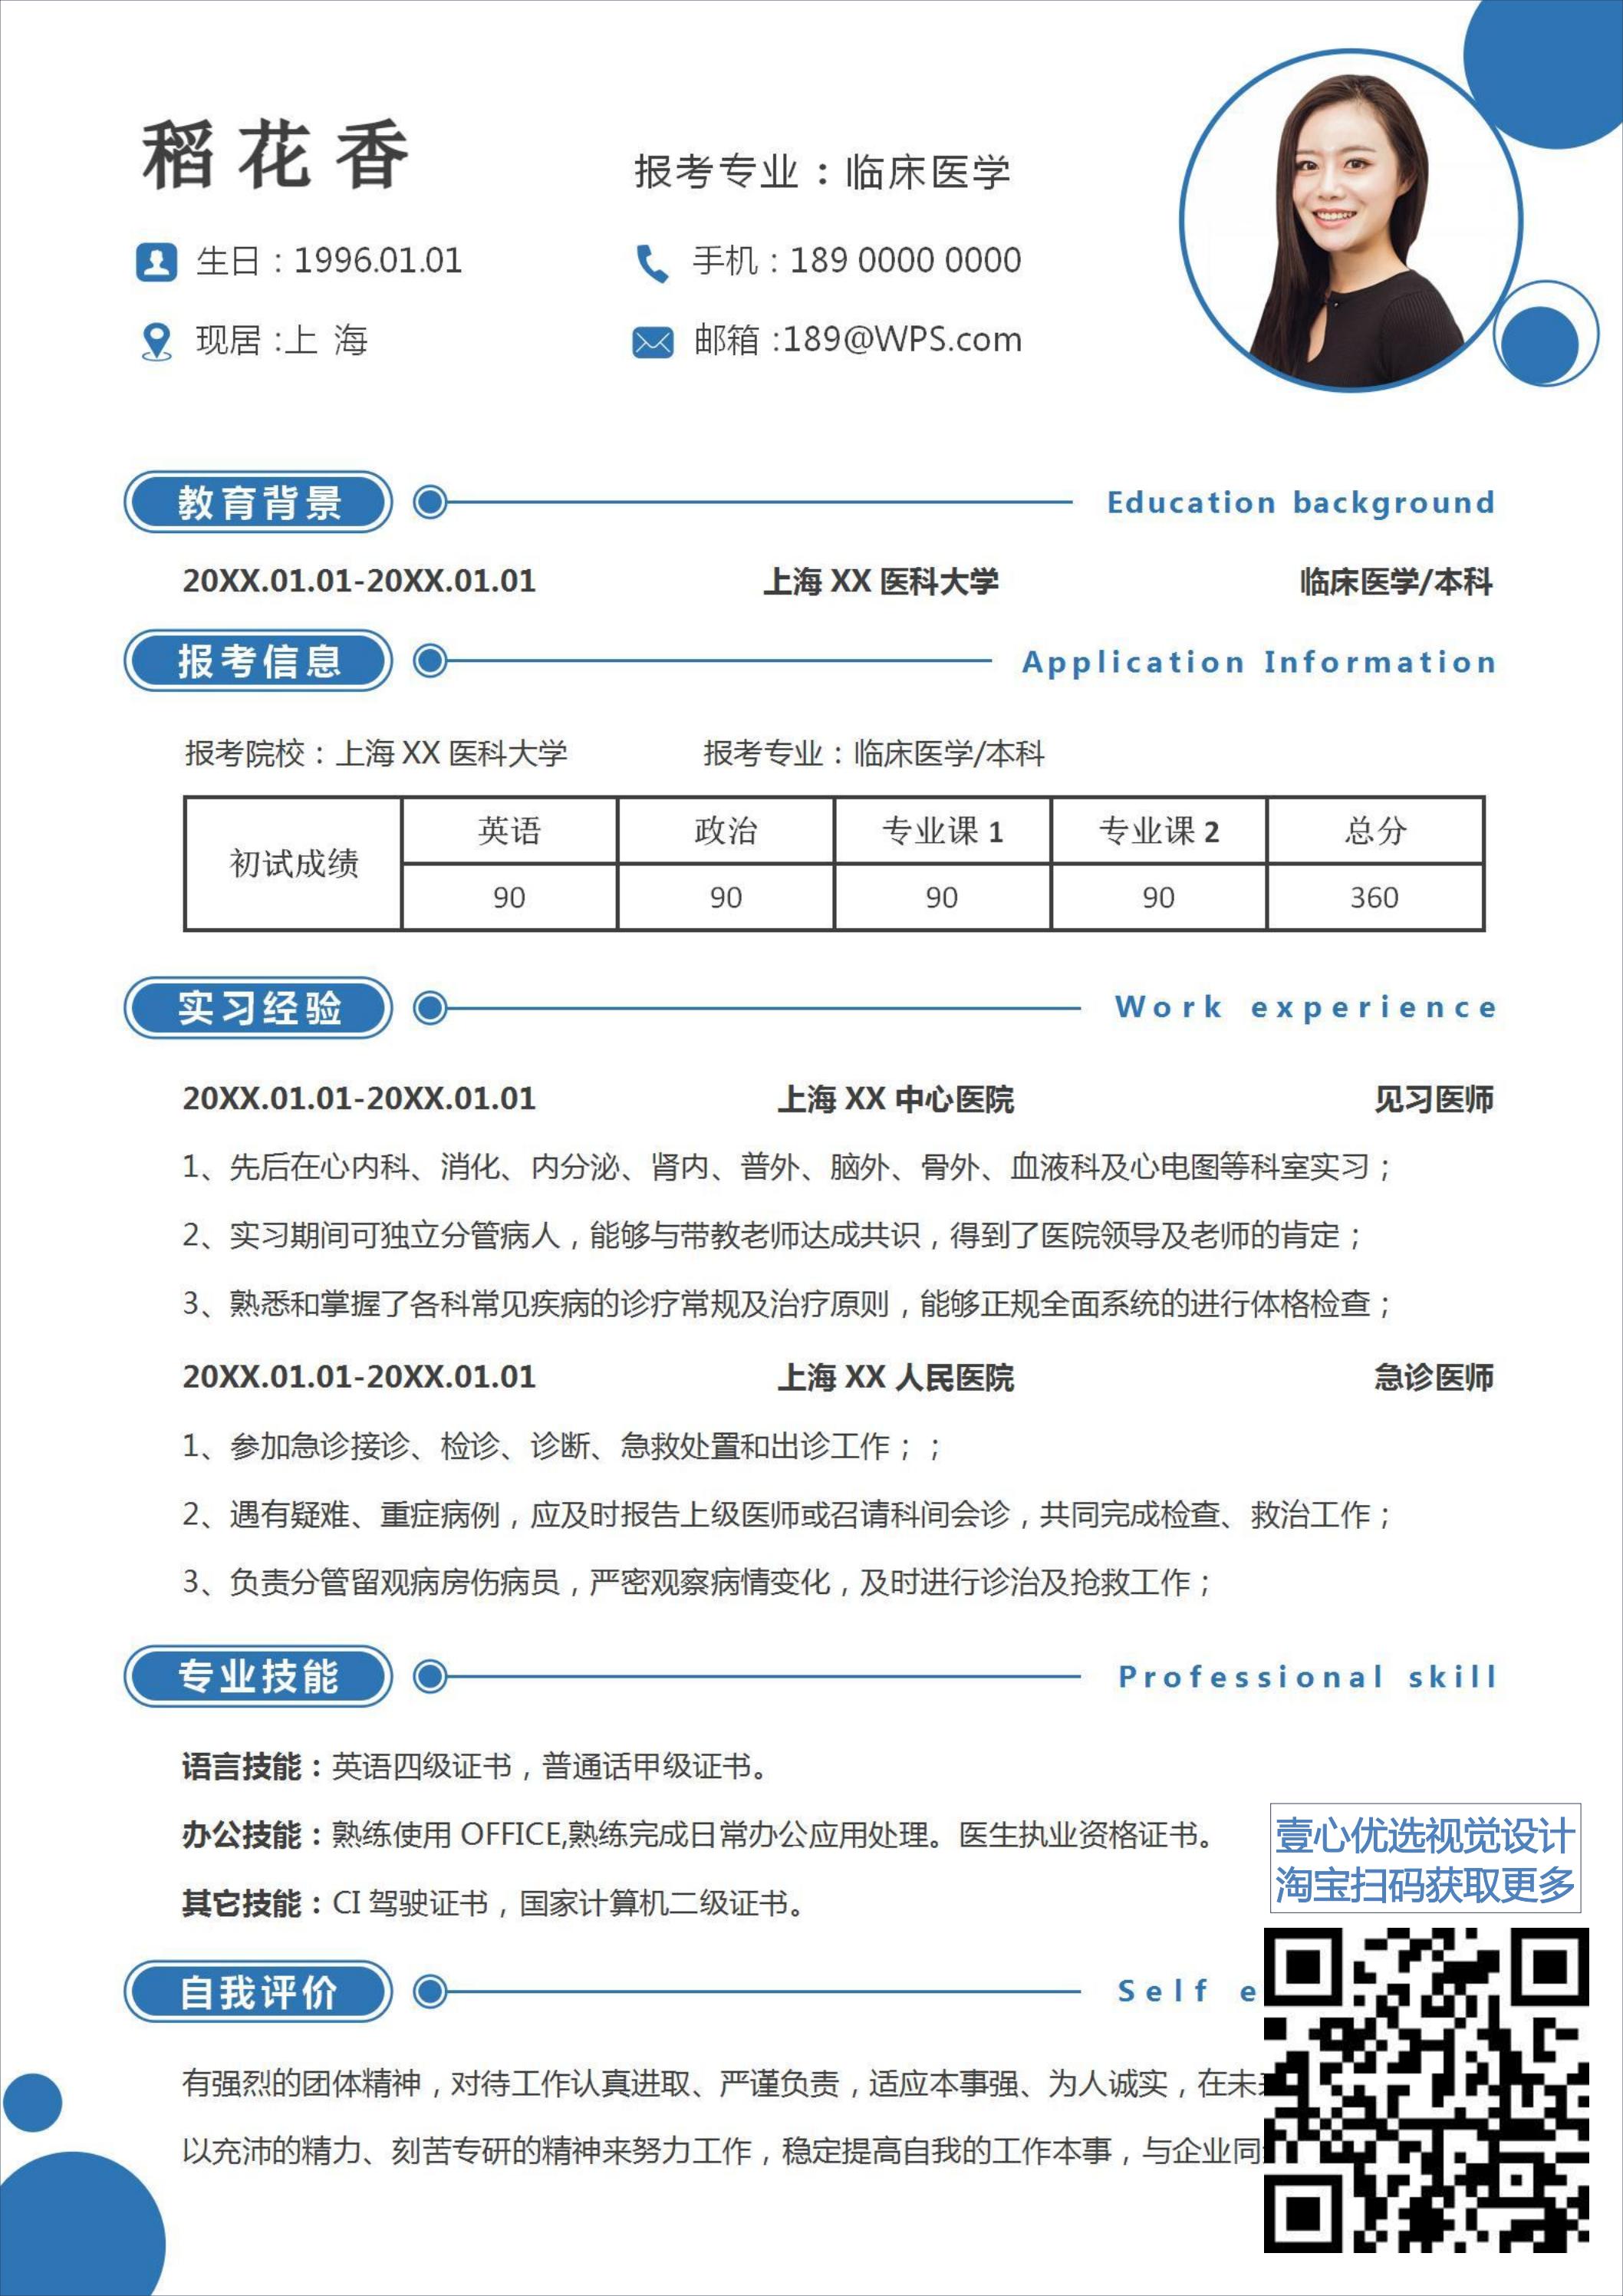 稻花香
报考专业：临床医学
生日：1996.01.01
手机：189 0000 0000
现居:上 海
邮箱:189@WPS.com
教育背景 Education background
20XX.01.01-20XX.01.01 上海 XX 医科大学 临床医学/本科
报考信息 Application Information
报考院校：上海 XX 医科大学 报考专业：临床医学/本科
初试成绩 英语 政治 专业课 1 专业课 2 总分
90 90 90 90 360
实习经验 Work experience
20XX.01.01-20XX.01.01 上海 XX 中心医院 见习医师
1、先后在心内科、消化、内分泌、肾内、普外、脑外、骨外、血液科及心电图等科室实习；
2、实习期间可独立分管病人，能够与带教老师达成共识，得到了医院领导及老师的肯定；
3、熟悉和掌握了各科常见疾病的诊疗常规及治疗原则，能够正规全面系统的进行体格检查；
20XX.01.01-20XX.01.01 上海 XX 人民医院 急诊医师
1、参加急诊接诊、检诊、诊断、急救处置和出诊工作；；
2、遇有疑难、重症病例，应及时报告上级医师或召请科间会诊，共同完成检查、救治工作；
3、负责分管留观病房伤病员，严密观察病情变化，及时进行诊治及抢救工作；
专业技能 Professional skill
语言技能：英语四级证书，普通话甲级证书。
办公技能：熟练使用 OFFICE,熟练完成日常办公应用处理。医生执业资格证书。
其它技能：CI 驾驶证书，国家计算机二级证书。
壹心优选视觉设计
淘宝扫码获取更多
自我评价 Self e
有强烈的团体精神，对待工作认真进取、严谨负责，适应本事强、为人诚实，在未
以充沛的精力、刻苦专研的精神来努力工作，稳定提高自我的工作本事，与企业同